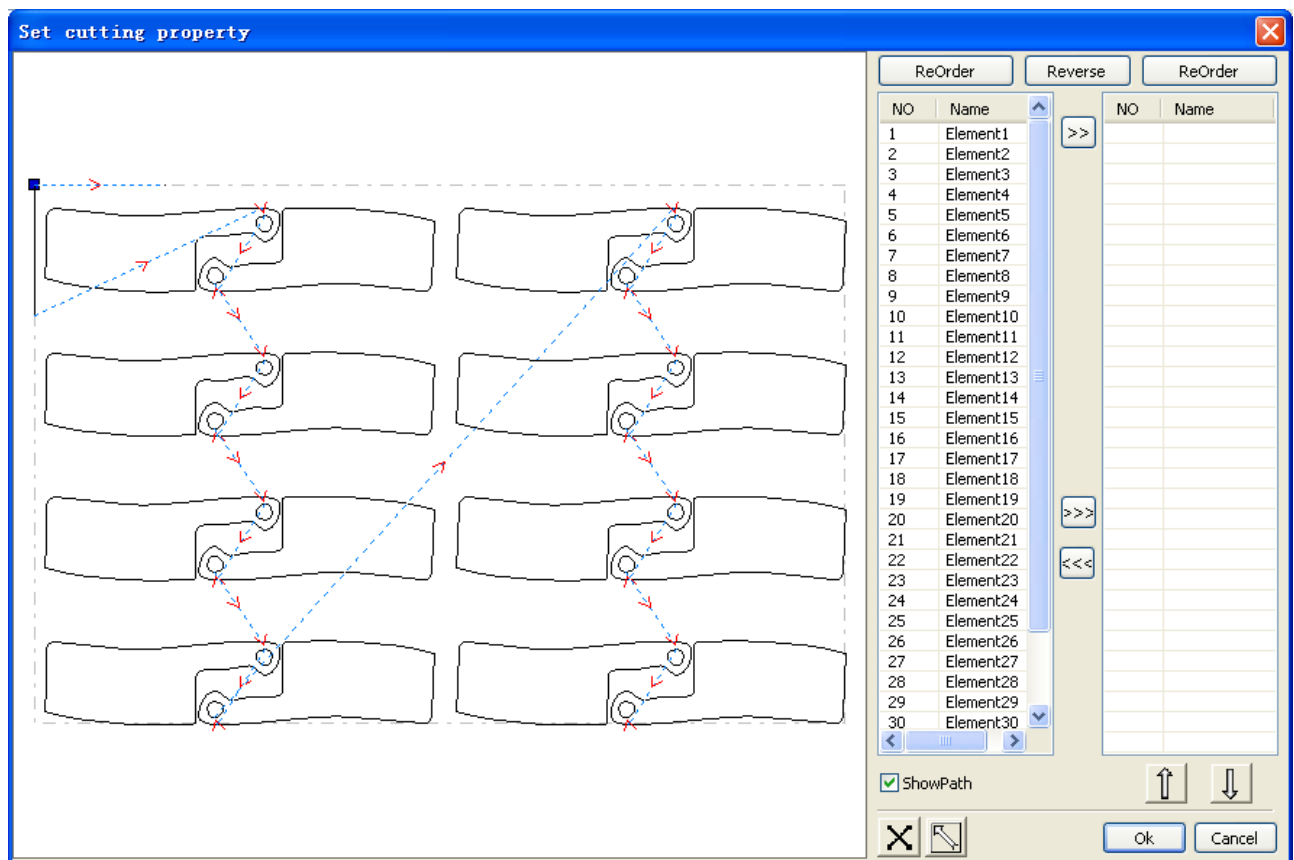 Set cutting property
ReOrder Reverse ReOrder
NO Name NO Name
>>
1 Element1
2 Element2
3 Element3
4 Element4
5 Element5
6 Element6
7 Element7
8 Element8
9 Element9
10 Element10
11 Element11
12 Element12
13 Element13
14 Element14
15 Element15
16 Element16
17 Element17
18 Element18
19 Element19
20 Element20
>>>
21 Element21
22 Element22
<<<
23 Element23
24 Element24
25 Element25
26 Element26
27 Element27
28 Element28
29 Element29
30 Element30
ShowPath
Ok Cancel